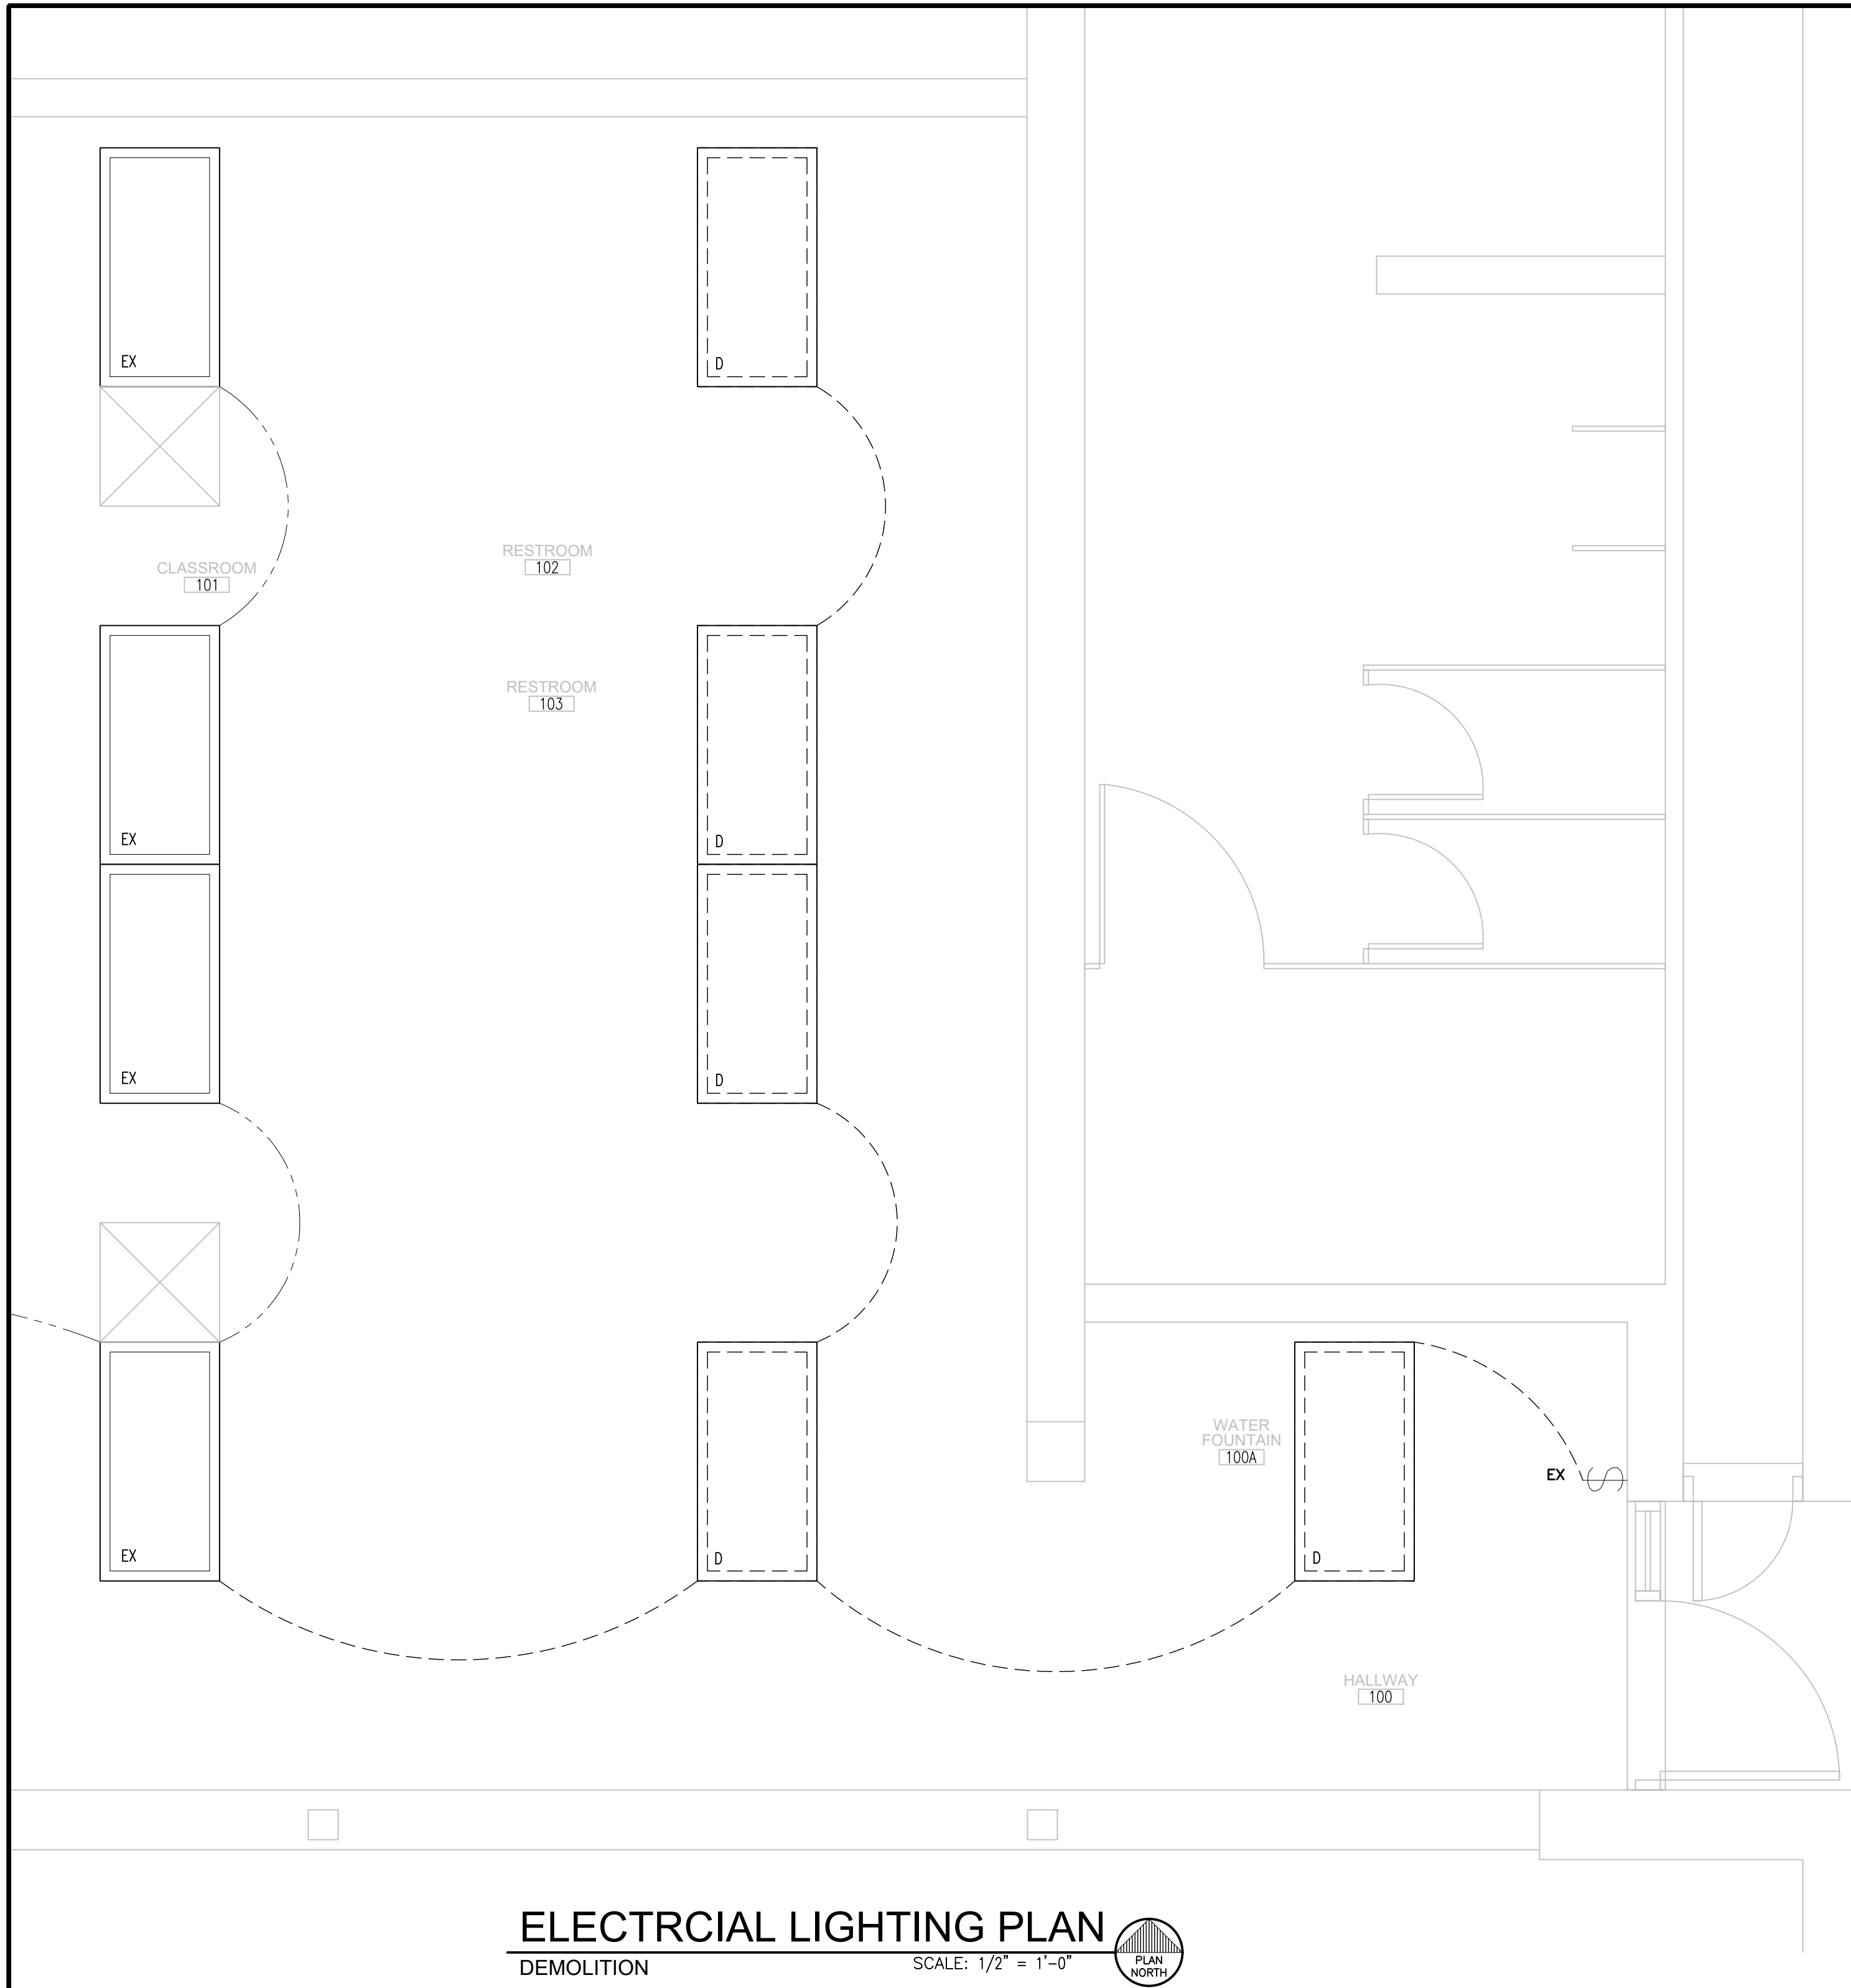 EX
D
RESTROOM
102
CLASSROOM
101
RESTROOM
103
EX
D
EX
D
WATER
FOUNTAIN
100A
EX
S
EX
D
D
HALLWAY
100
ELECTRCIAL LIGHTING PLAN
DEMOLITION
SCALE: 1/2" = 1'-0"
PLAN
NORTH